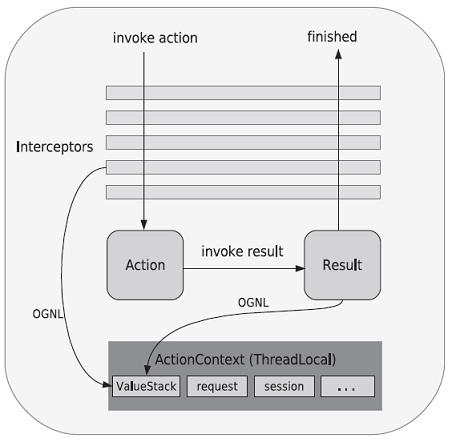 invoke action
finished
Interceptors
Action
invoke result
Result
OGNL
OGNL
ActionContext (ThreadLocal)
ValueStack
request
session
...